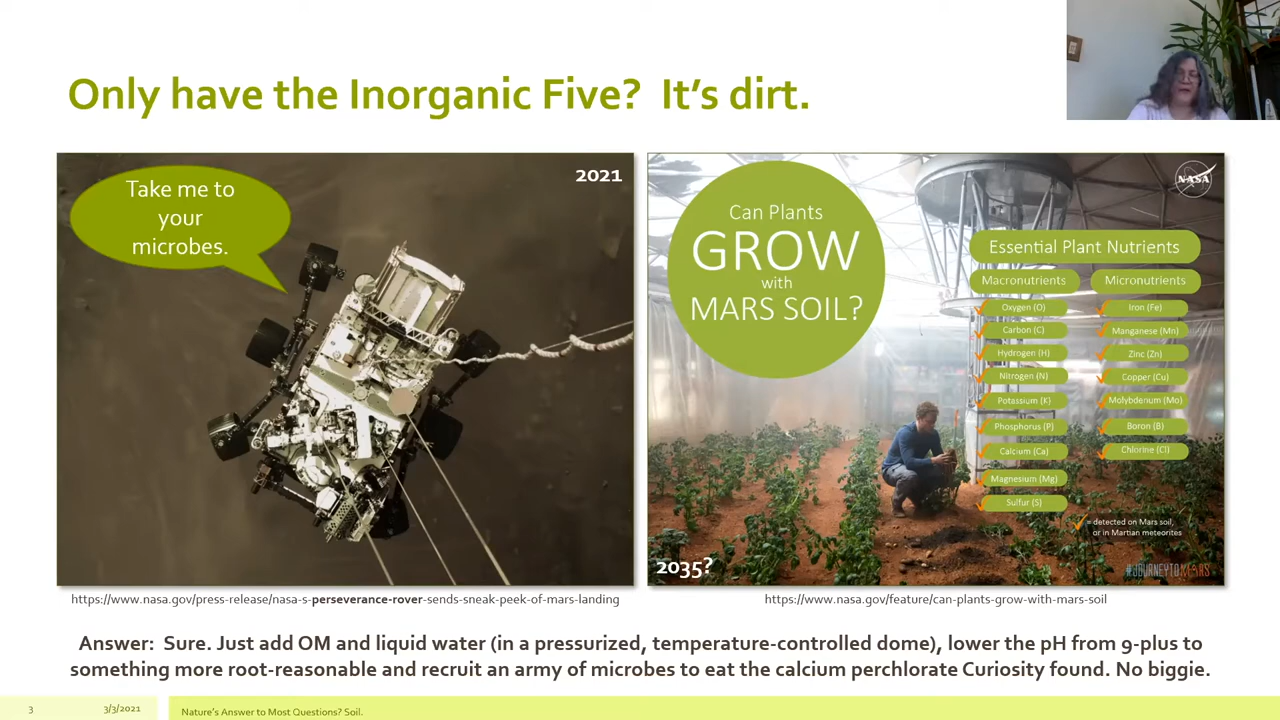 Only have the Inorganic Five? It's dirt.
Take me to
your
microbes.
2021
Can Plants
GROW
with
MARS SOIL?
NASA
Essential Plant Nutrients
Macronutrients
Oxygen (O)
Carbon (C)
Hydrogen (H)
Nitrogen (N)
Potassium (K)
Phosphorus (P)
Calcium (Ca)
Magnesium (Mg)
Sulfur (S)
Micronutrients
Iron (Fe)
Manganese (Mn)
Zinc (Zn)
Copper (Cu)
Molybdenum (Mo)
Boron (B)
Chlorine (Cl)
= detected on Mars soil,
or in Martian meteorites
2035?
#JOURNEYTOMARS
https://www.nasa.gov/press-release/nasa-s-perseverance-rover-sends-sneak-peek-of-mars-landing
https://www.nasa.gov/feature/can-plants-grow-with-mars-soil
Answer: Sure. Just add OM and liquid water (in a pressurized, temperature-controlled dome), lower the pH from 9-plus to
something more root-reasonable and recruit an army of microbes to eat the calcium perchlorate Curiosity found. No biggie.
3
3/3/2021
Nature's Answer to Most Questions? Soil.